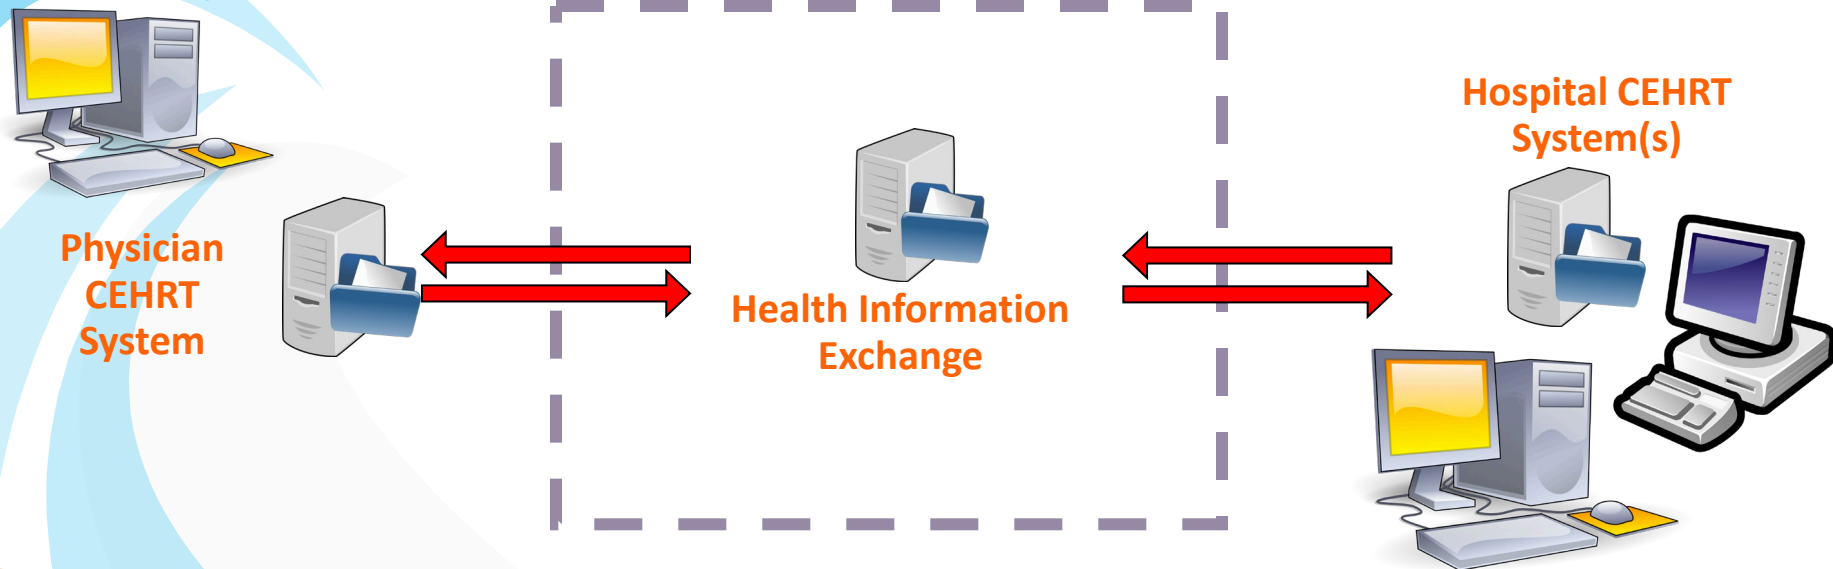 Physician
CEHRT
System
Health Information
Exchange
Hospital CEHRT
System(s)